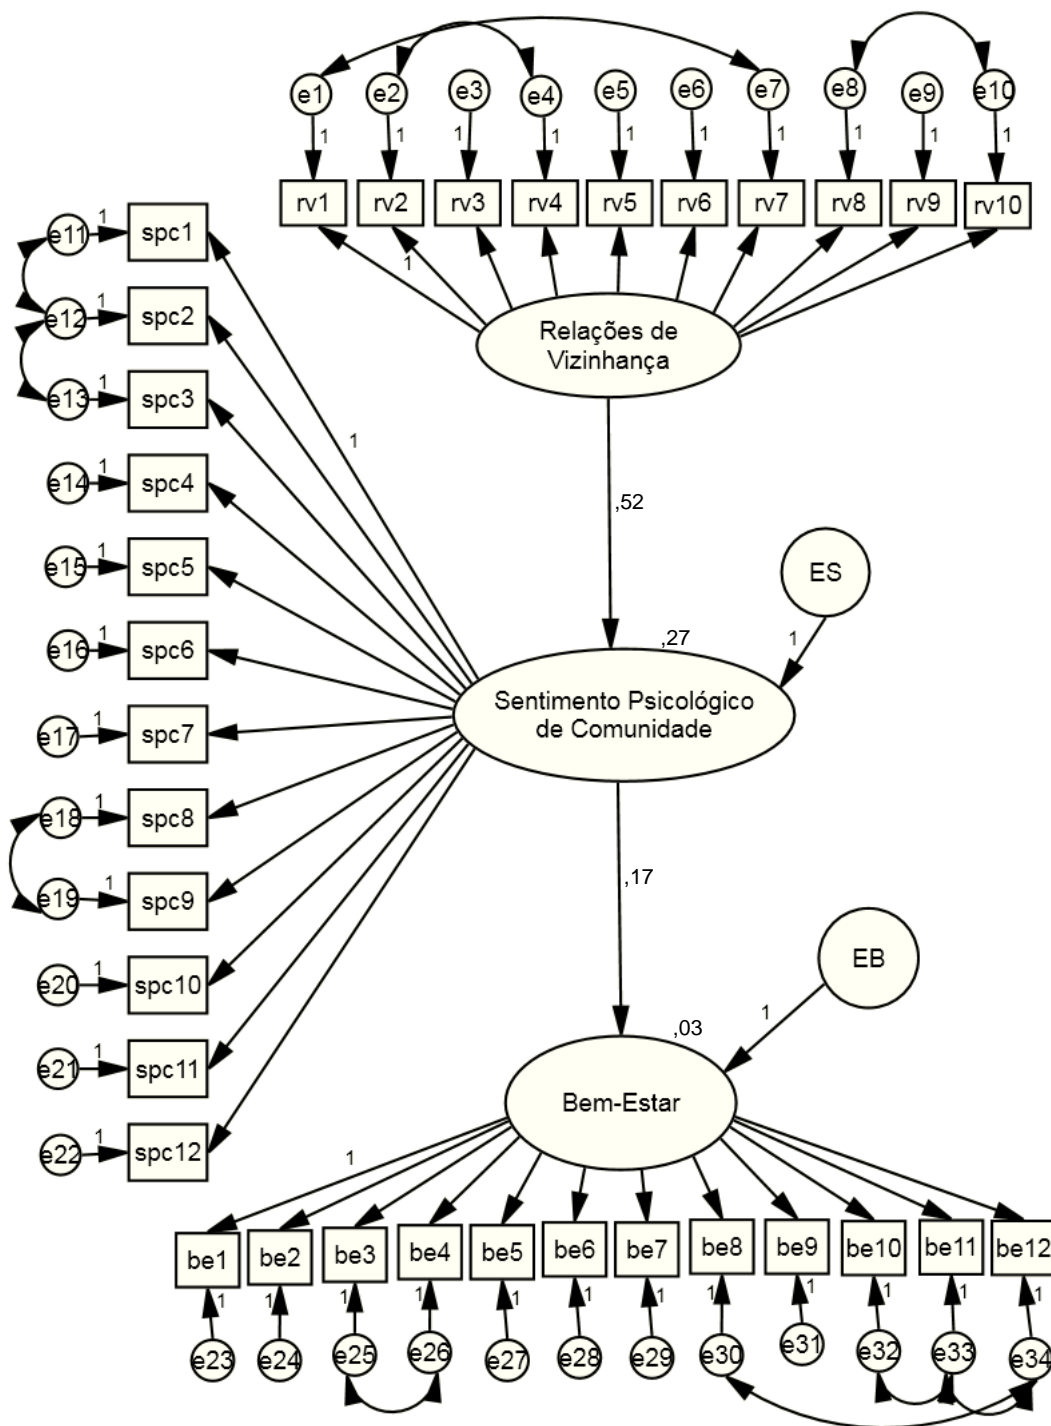 e1 e2 e3 e4 e5 e6 e7 e8 e9 e10
1 1 1 1 1 1 1 1 1 1
rv1 rv2 rv3 rv4 rv5 rv6 rv7 rv8 rv9 rv10
1
Relações de
Vizinhança
e11 1 spc1
e12 1 spc2
e13 1 spc3
1
e14 1 spc4
,52
e15 1 spc5
ES
e16 1 spc6
1
,27
Sentimento Psicológico
de Comunidade
e17 1 spc7
e18 1 spc8
,17
e19 1 spc9
EB
e20 1 spc10
1
,03
e21 1 spc11
Bem-Estar
e22 1 spc12
1
be1 be2 be3 be4 be5 be6 be7 be8 be9 be10 be11 be12
1 1 1 1 1 1 1 1 1 1 1 1
e23 e24 e25 e26 e27 e28 e29 e30 e31 e32 e33 e34